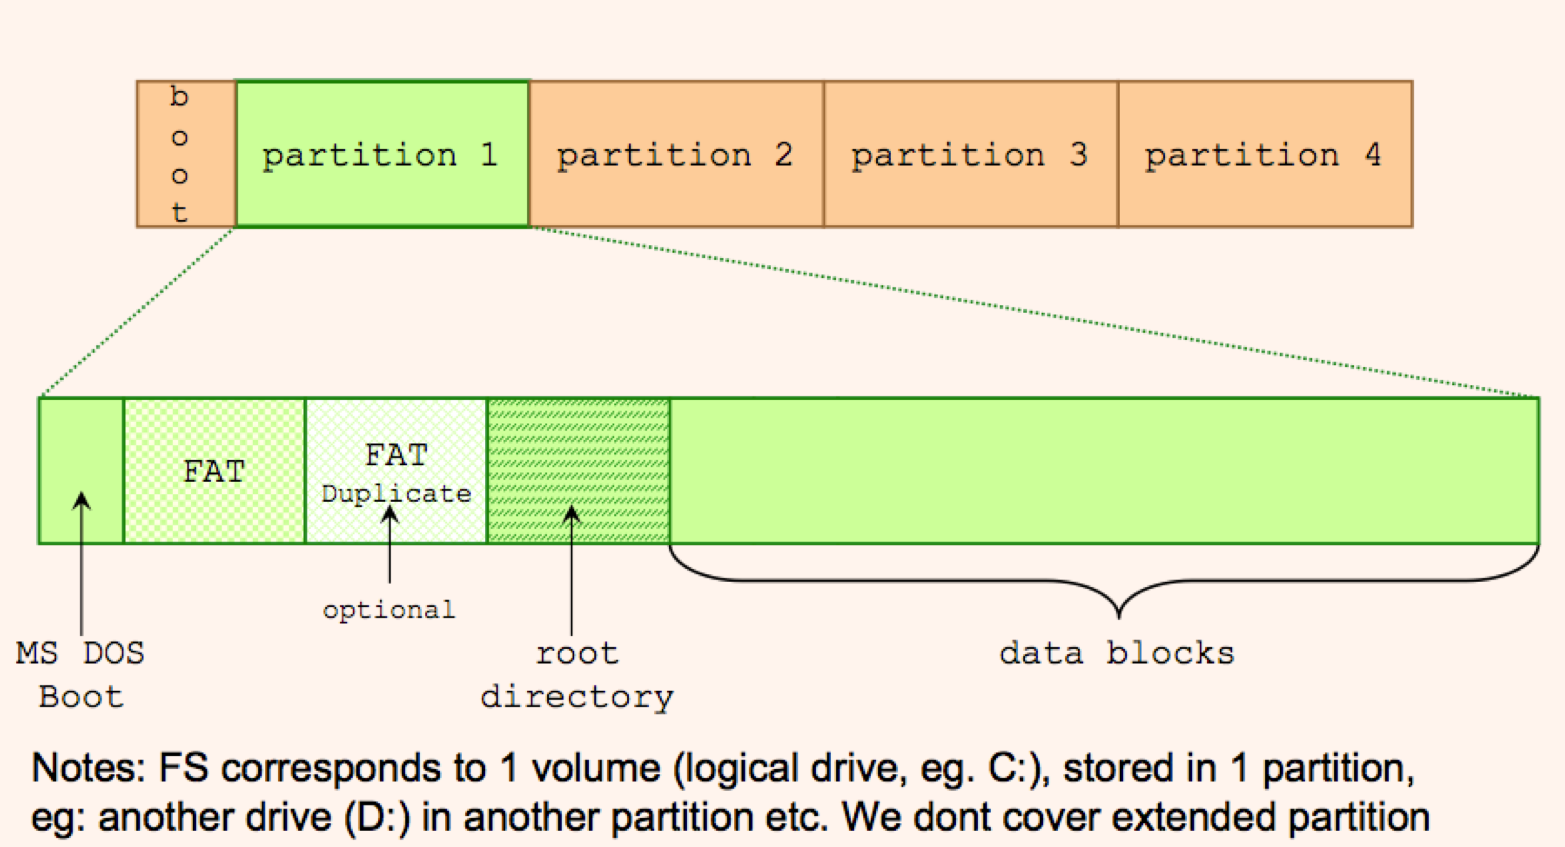 boot
partition 1
partition 2
partition 3
partition 4
FAT
FAT
Duplicate
optional
MS DOS
Boot
root
directory
data blocks
Notes: FS corresponds to 1 volume (logical drive, eg. C:), stored in 1 partition,
eg: another drive (D:) in another partition etc. We dont cover extended partition